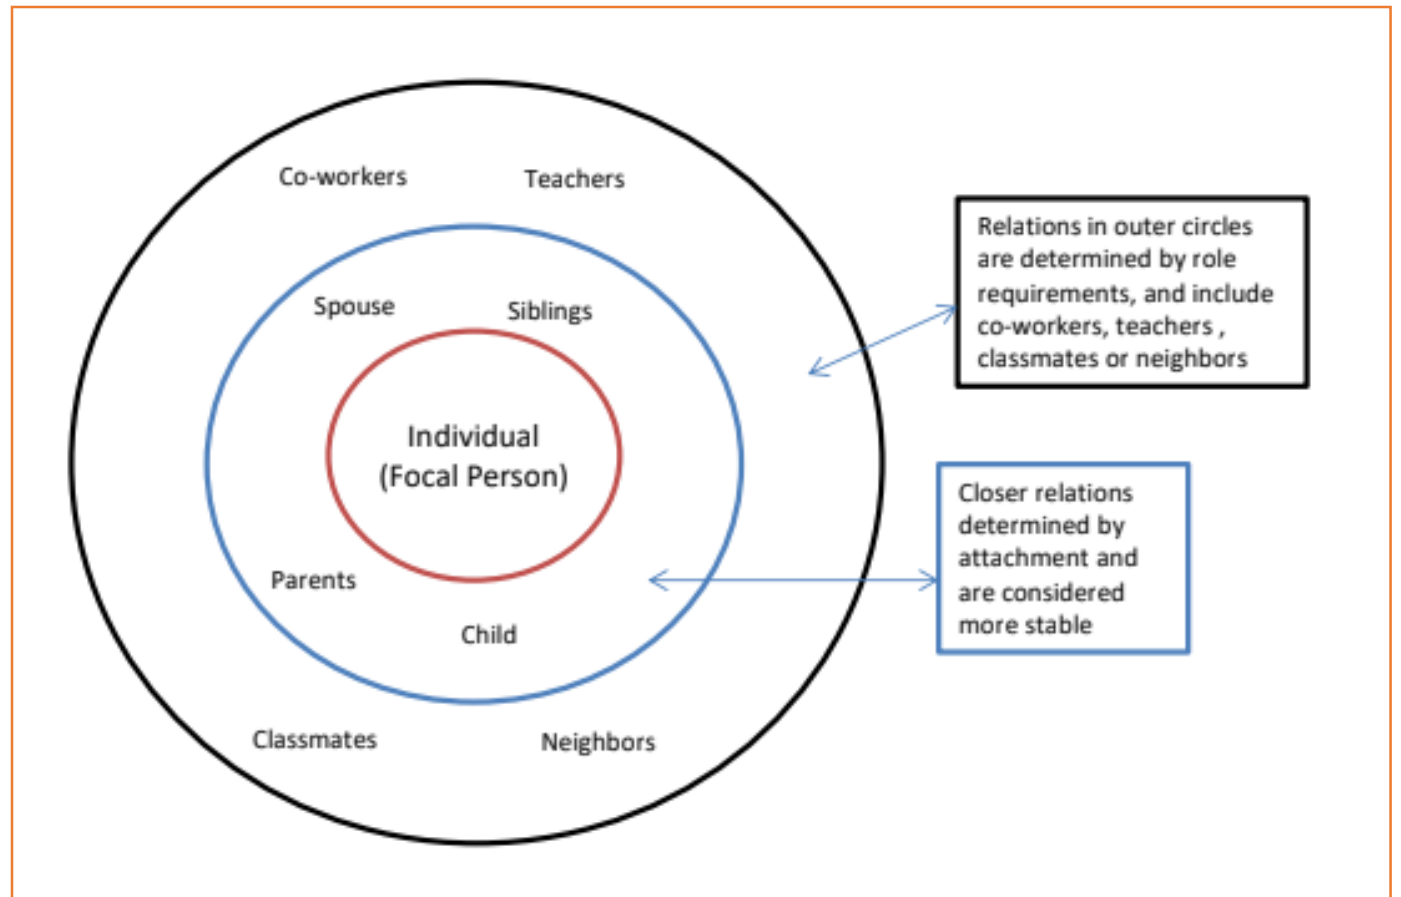 Co-workers
Teachers
Relations in outer circles
are determined by role
requirements, and include
co-workers, teachers ,
classmates or neighbors
Spouse
Siblings
Individual
(Focal Person)
Closer relations
determined by
attachment and
are considered
more stable
Parents
Child
Classmates
Neighbors